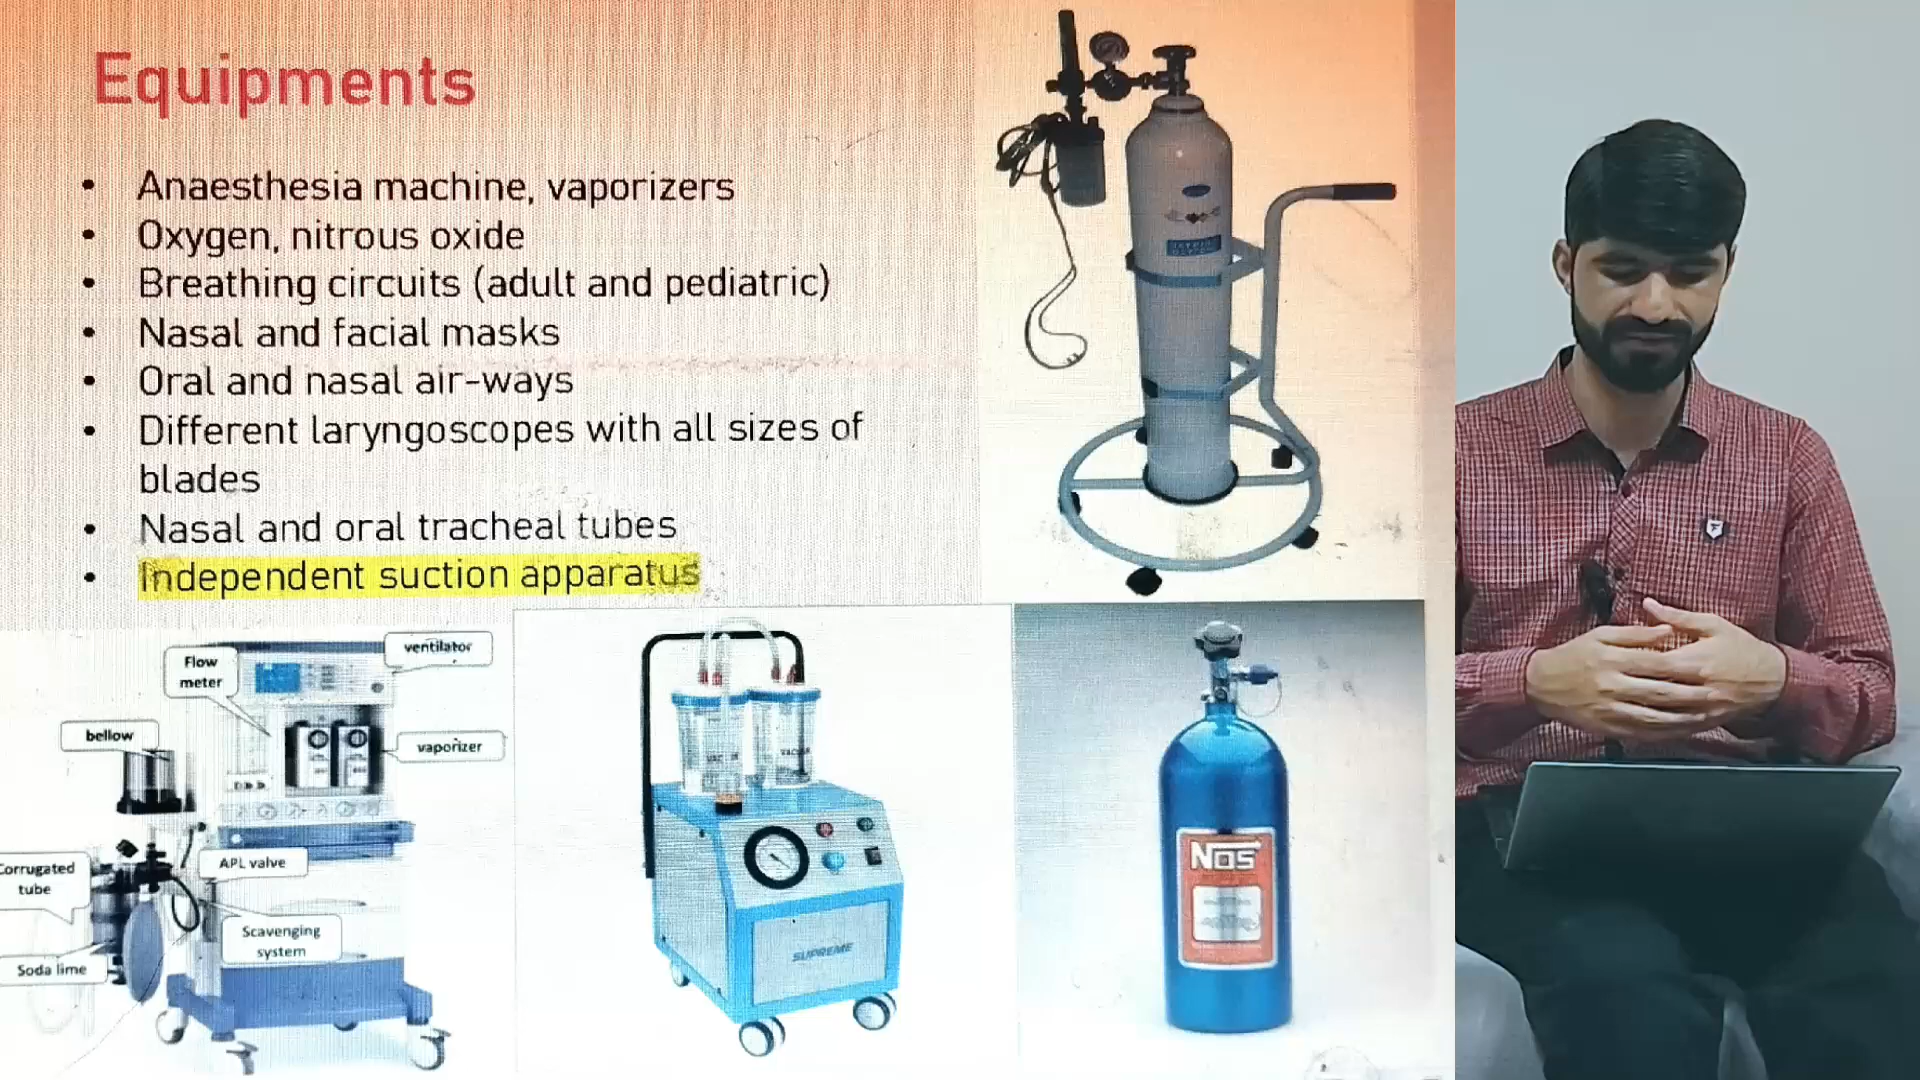 Equipments
• Anaesthesia machine, vaporizers
• Oxygen, nitrous oxide
• Breathing circuits (adult and pediatric)
• Nasal and facial masks
• Oral and nasal air-ways
• Different laryngoscopes with all sizes of
blades
• Nasal and oral tracheal tubes
• Independent suction apparatus
ventilator
Flow
meter
bellow
vaporizer
APL valve
Corrugated
tube
Scavenging
system
Soda lime
SUPREME
NOS